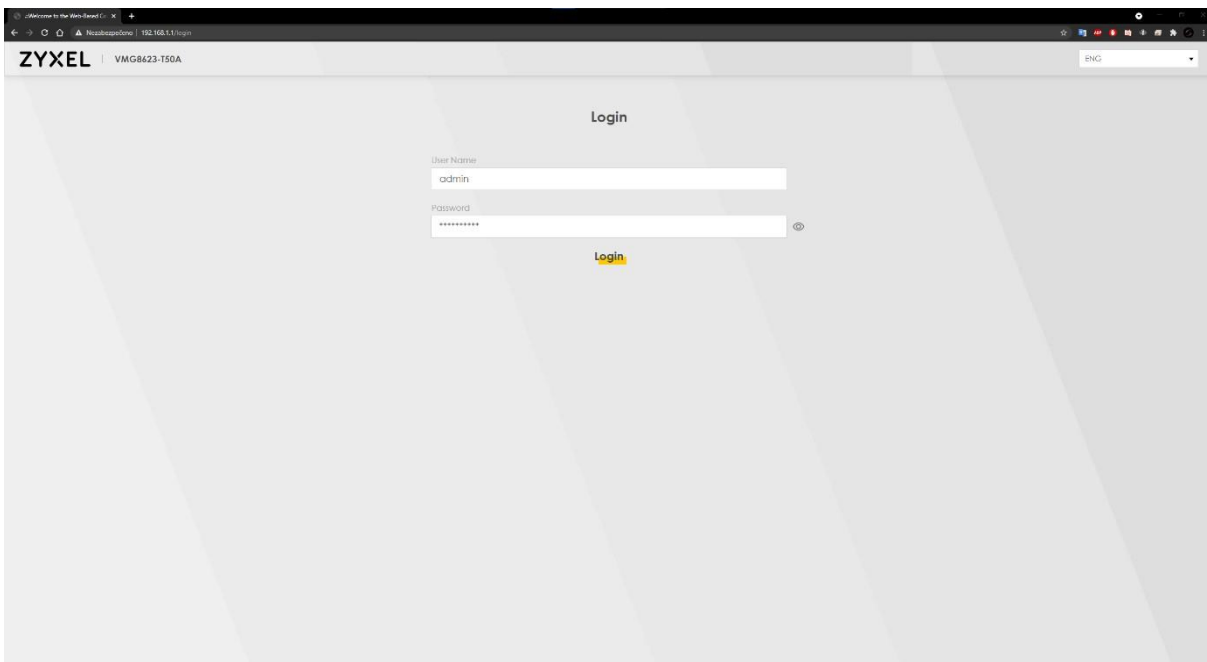 ::Welcome to the Web-Based Co
Nezabezpečeno | 192.168.1.1/login
ZYXEL | VMG8623-T50A
ENG
Login
User Name
admin
Password
**********
Login